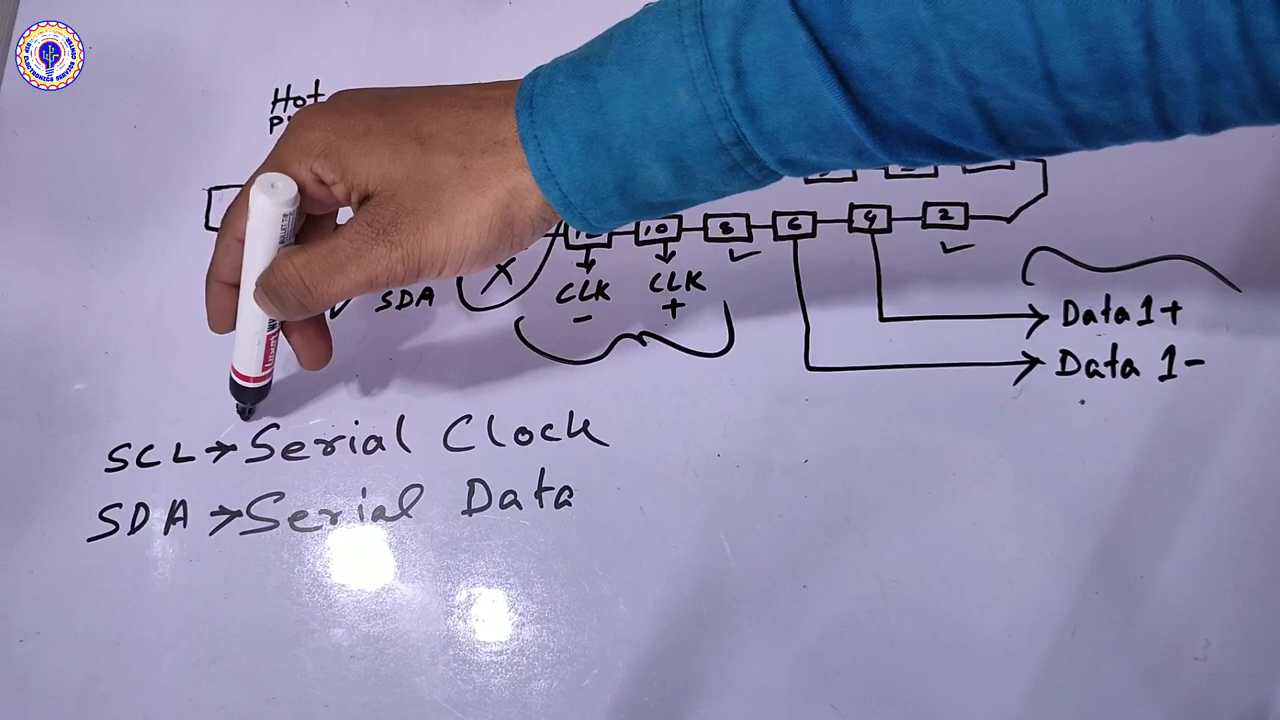 Hot
10 8 6 4 2
SDA X CLK CLK
- +
Data 1+
Data 1-
SCL → Serial Clock
SDA → Serial Data